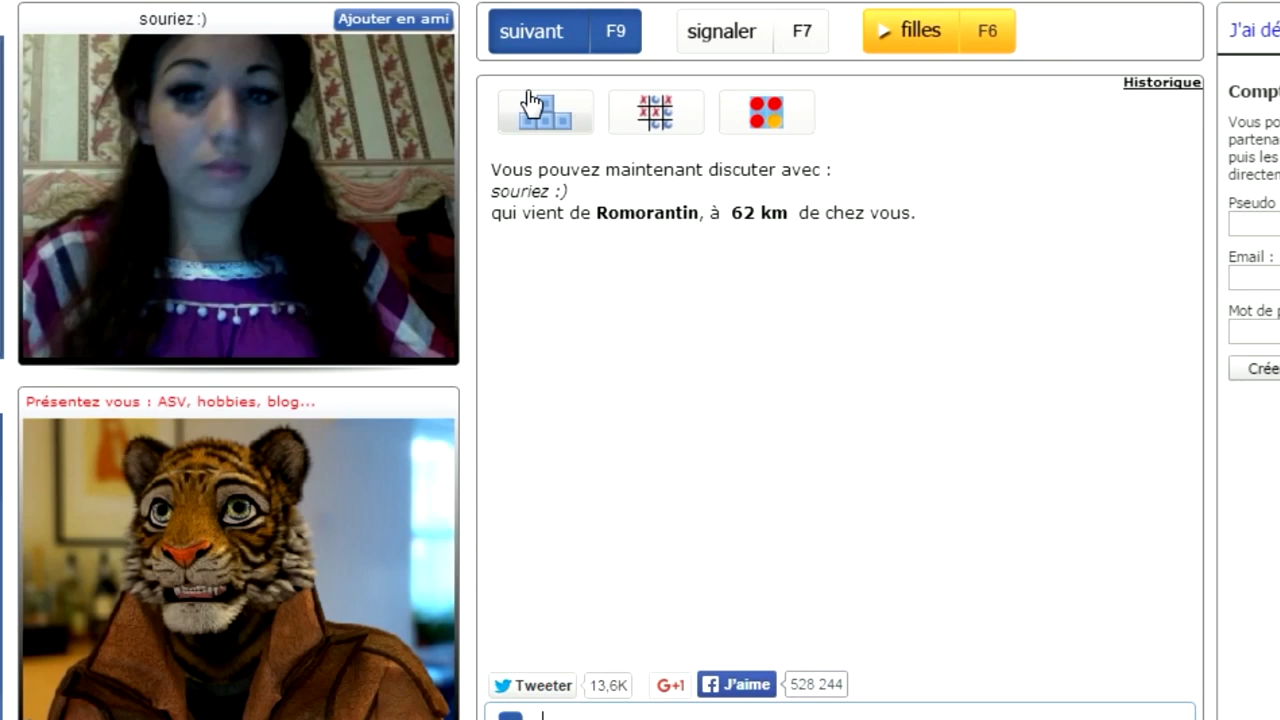 souriez :)
Ajouter en ami
suivant F9
signaler F7
filles F6
J'ai dé
Historique
Vous pouvez maintenant discuter avec :
souriez :)
qui vient de Romorantin, à 62 km de chez vous.
Présentez vous : ASV, hobbies, blog...
Comp
Vous po
partena
puis les
directen
Pseudo
Email :
Mot de p
Crée
Tweeter 13,6K
G+1
J'aime 528 244